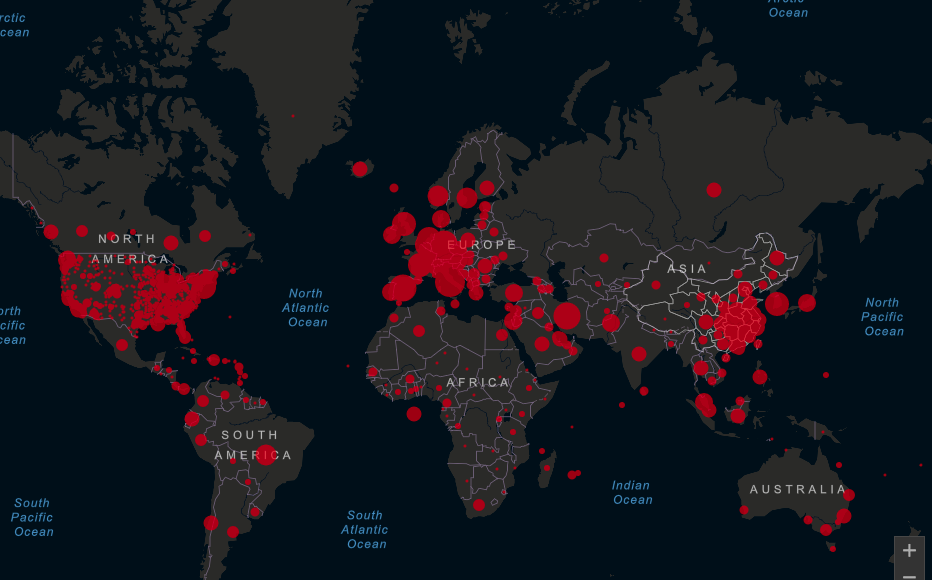 rctic
cean
Arctic
Ocean
NORTH
AMERICA
EUROPE
ASIA
North
Atlantic
Ocean
orth
cific
cean
North
Pacific
Ocean
AFRICA
SOUTH
AMERICA
AUSTRALIA
Indian
Ocean
South
Pacific
Ocean
South
Atlantic
Ocean
+
−